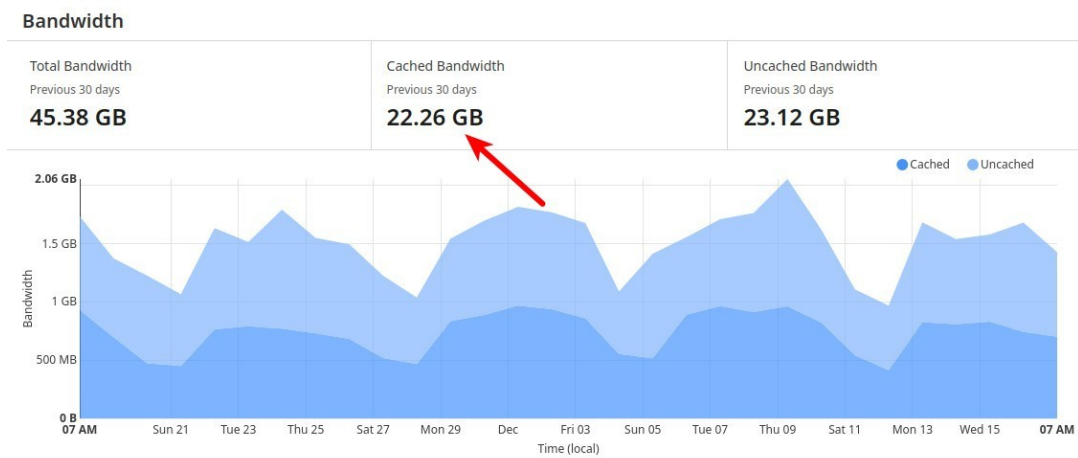 Bandwidth
Total Bandwidth
Previous 30 days
45.38 GB
Cached Bandwidth
Previous 30 days
22.26 GB
Uncached Bandwidth
Previous 30 days
23.12 GB
Cached Uncached
2.06 GB
1.5 GB
1 GB
500 MB
0 B
Bandwidth
07 AM Sun 21 Tue 23 Thu 25 Sat 27 Mon 29 Dec Fri 03 Sun 05 Tue 07 Thu 09 Sat 11 Mon 13 Wed 15 07 AM
Time (local)